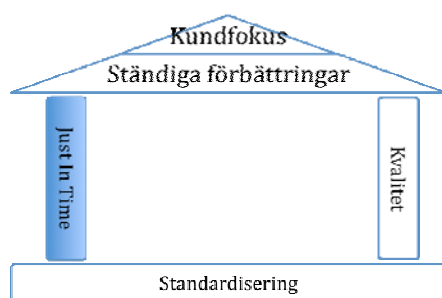 Kundfokus
Ständiga förbättringar
Just In Time
Kvalitet
Standardisering